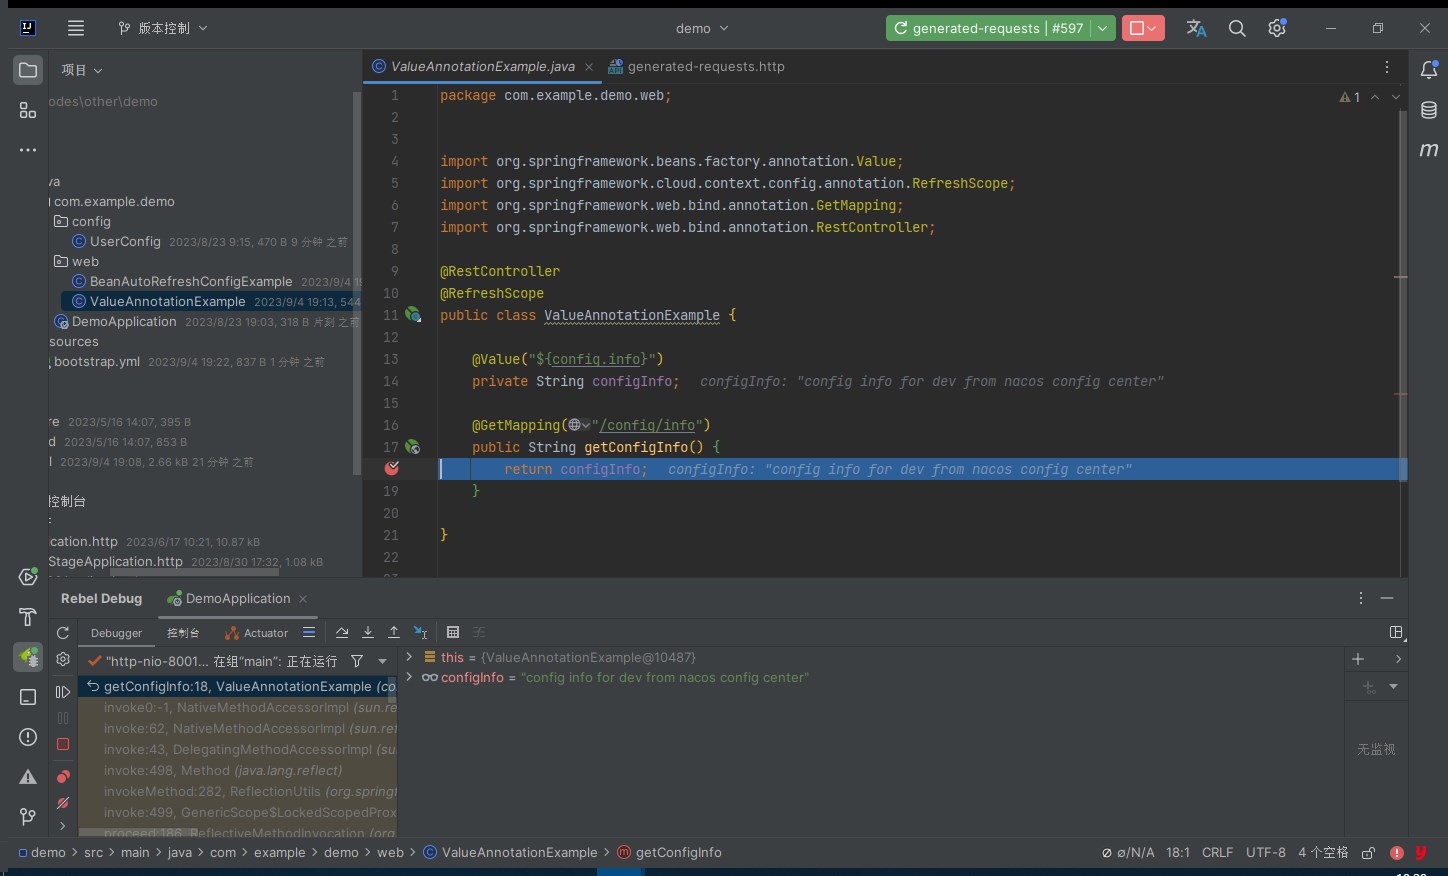 版本控制
demo
generated-requests | #597
项目
odes\other\demo
va
com.example.demo
config
UserConfig 2023/8/23 9:15, 470 B 9 分钟 之前
web
BeanAutoRefreshConfigExample 2023/9/4 1
ValueAnnotationExample 2023/9/4 19:13, 544
DemoApplication 2023/8/23 19:03, 318 B 片刻 之前
sources
bootstrap.yml 2023/9/4 19:22, 837 B 1 分钟 之前
re 2023/5/16 14:07, 395 B
d 2023/5/16 14:07, 853 B
l 2023/9/4 19:08, 2.66 kB 21 分钟 之前
控制台
cation.http 2023/6/17 10:21, 10.87 kB
StageApplication.http 2023/8/30 17:32, 1.08 kB
ValueAnnotationExample.java
generated-requests.http
1
1 package com.example.demo.web;
2
3
4 import org.springframework.beans.factory.annotation.Value;
5 import org.springframework.cloud.context.config.annotation.RefreshScope;
6 import org.springframework.web.bind.annotation.GetMapping;
7 import org.springframework.web.bind.annotation.RestController;
8
9 @RestController
10 @RefreshScope
11 public class ValueAnnotationExample {
12
13 @Value("${config.info}")
14 private String configInfo; configInfo: "config info for dev from nacos config center"
15
16 @GetMapping("/config/info")
17 public String getConfigInfo() {
return configInfo; configInfo: "config info for dev from nacos config center"
19 }
20
21 }
22
Rebel Debug
DemoApplication
Debugger
控制台
Actuator
"http-nio-8001... 在组"main": 正在运行
getConfigInfo:18, ValueAnnotationExample (co
invoke0:-1, NativeMethodAccessorImpl (sun.re
invoke:62, NativeMethodAccessorImpl (sun.ref
invoke:43, DelegatingMethodAccessorImpl (su
invoke:498, Method (java.lang.reflect)
invokeMethod:282, ReflectionUtils (org.springf
invoke:499, GenericScope$LockedScopedProx
proceed:186, ReflectiveMethodInvocation (org
this = {ValueAnnotationExample@10487}
configInfo = "config info for dev from nacos config center"
无监视
demo > src > main > java > com > example > demo > web > ValueAnnotationExample > getConfigInfo
ø/N/A 18:1 CRLF UTF-8 4 个空格